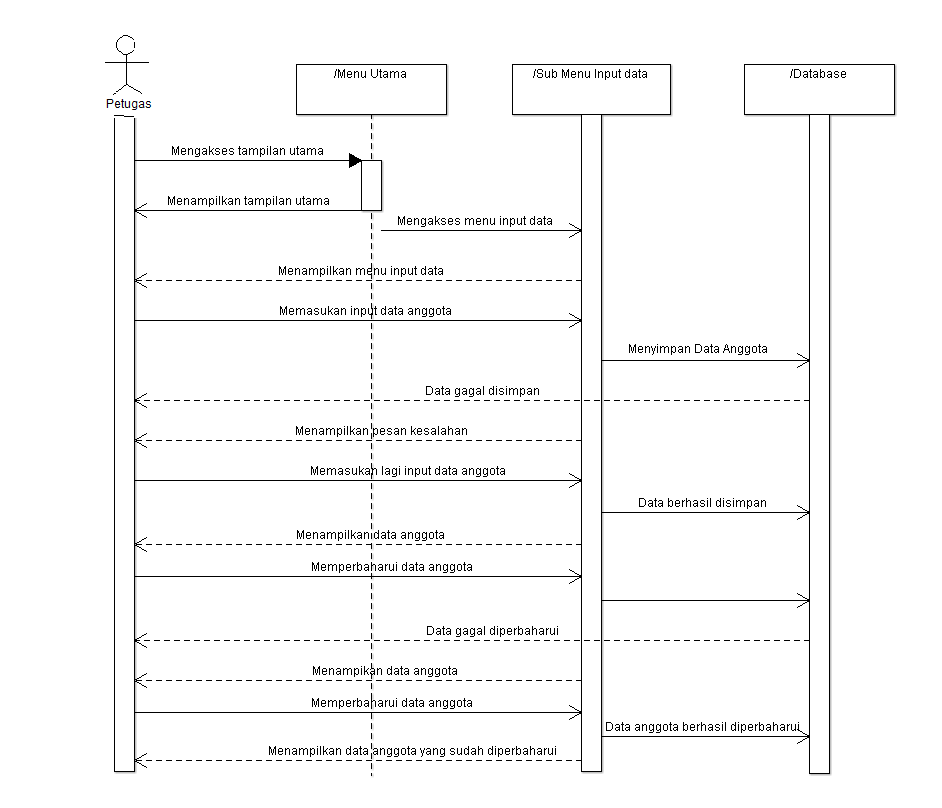 Petugas
/Menu Utama
/Sub Menu Input data
/Database
Mengakses tampilan utama
Menampilkan tampilan utama
Mengakses menu input data
Menampilkan menu input data
Memasukan input data anggota
Menyimpan Data Anggota
Data gagal disimpan
Menampilkan pesan kesalahan
Memasukan lagi input data anggota
Data berhasil disimpan
Menampilkan data anggota
Memperbaharui data anggota
Data gagal diperbaharui
Menampikan data anggota
Memperbaharui data anggota
Data anggota berhasil diperbaharui
Menampilkan data anggota yang sudah diperbaharui